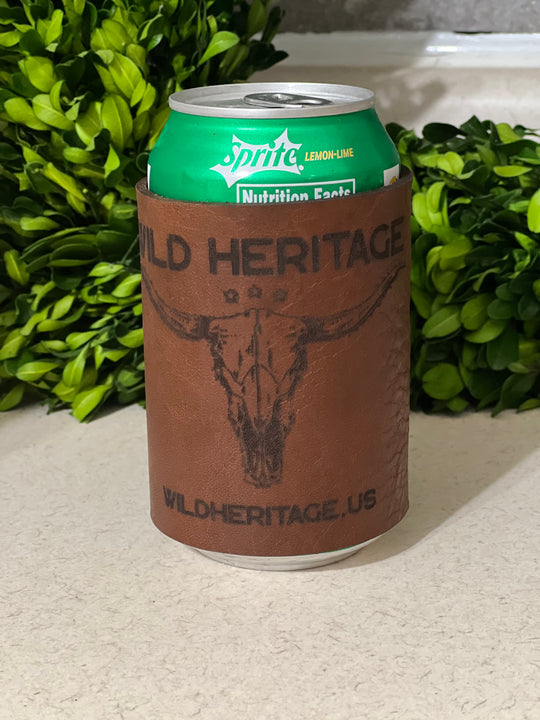 Sprite LEMON-LIME
Nutrition Facts
WILD HERITAGE
WILDHERITAGE.US